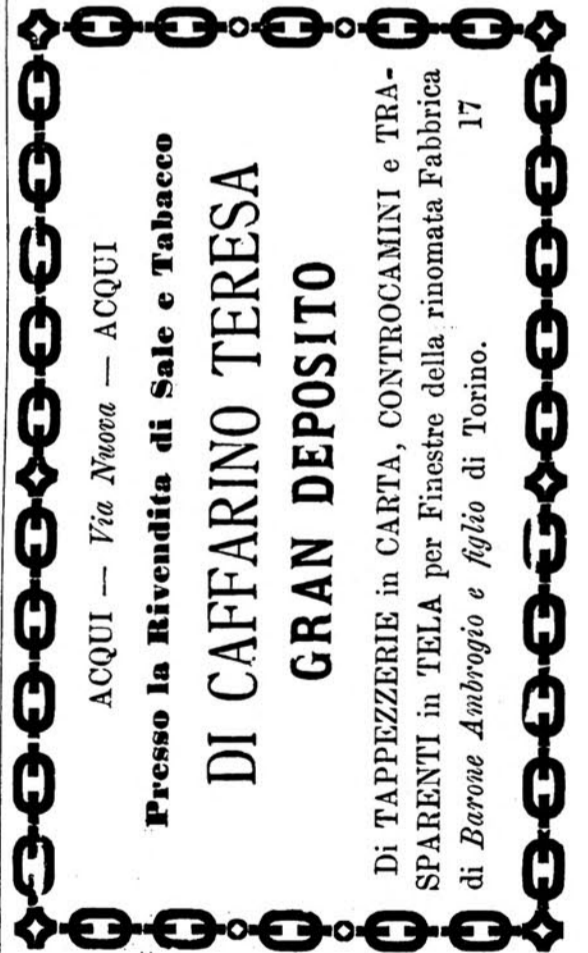 ACQUI — Via Nuova — ACQUI
Presso la Rivendita di Sale e Tabacco
DI CAFFARINO TERESA
GRAN DEPOSITO
Di TAPPEZZERIE in CARTA, CONTROCAMINI e TRA-
SPARENTI in TELA per Finestre della rinomata Fabbrica
di Barone Ambrogio e figlio di Torino. 17